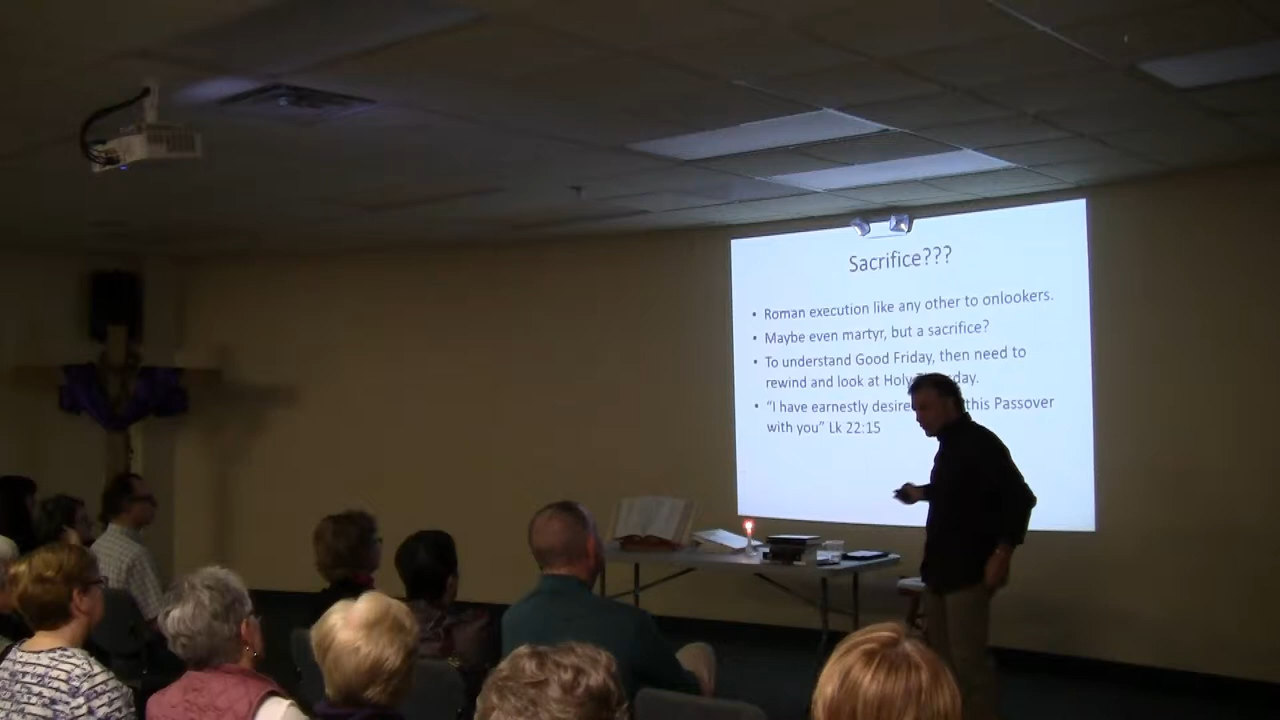 Sacrifice???
• Roman execution like any other to onlookers.
• Maybe even martyr, but a sacrifice?
• To understand Good Friday, then need to
rewind and look at Holy day.
• “I have earnestly desire this Passover
with you” Lk 22:15